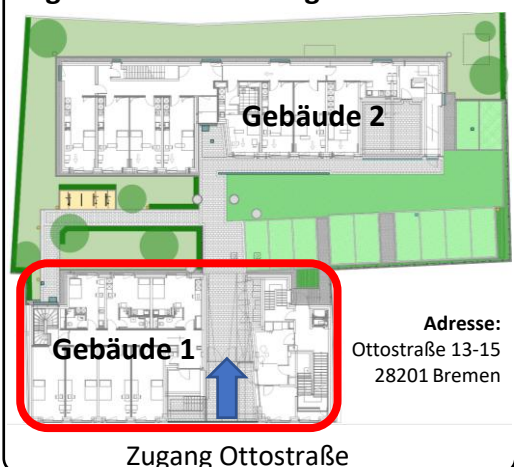 Gebäude 2
Gebäude 1
Adresse:
Ottostraße 13-15
28201 Bremen
Zugang Ottostraße